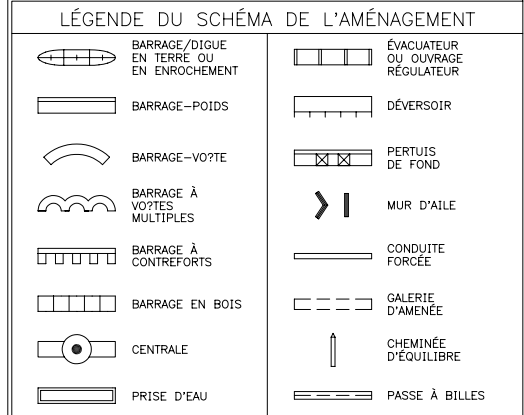 LÉGENDE DU SCHÉMA DE L'AMÉNAGEMENT
BARRAGE/DIGUE
EN TERRE OU
EN ENROCHEMENT
BARRAGE-POIDS
BARRAGE-VO?TE
BARRAGE À
VO?TES
MULTIPLES
BARRAGE À
CONTREFORTS
BARRAGE EN BOIS
CENTRALE
PRISE D'EAU
ÉVACUATEUR
OU OUVRAGE
RÉGULATEUR
DÉVERSOIR
PERTUIS
DE FOND
MUR D'AILE
CONDUITE
FORCÉE
GALERIE
D'AMENÉE
CHEMINÉE
D'ÉQUILIBRE
PASSE À BILLES